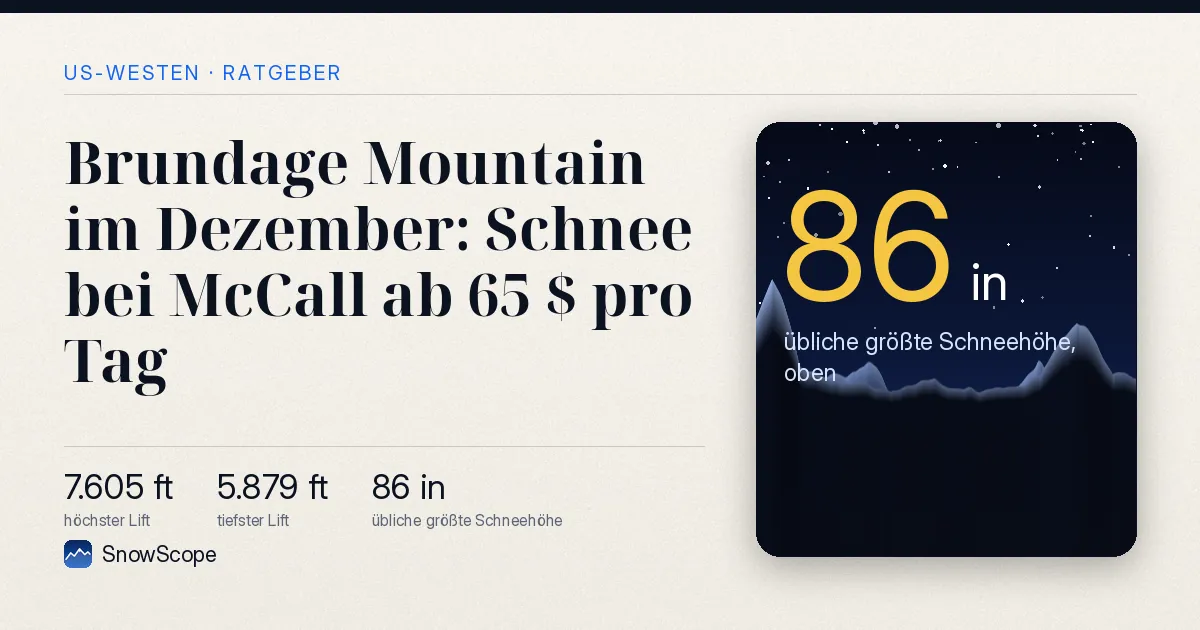 US-WESTEN · RATGEBER
Brundage Mountain
im Dezember: Schnee
bei McCall ab 65 $ pro
Tag
86 in
übliche größte Schneehöhe,
oben
7.605 ft 5.879 ft 86 in
höchster Lift tiefster Lift übliche größte Schneehöhe
SnowScope